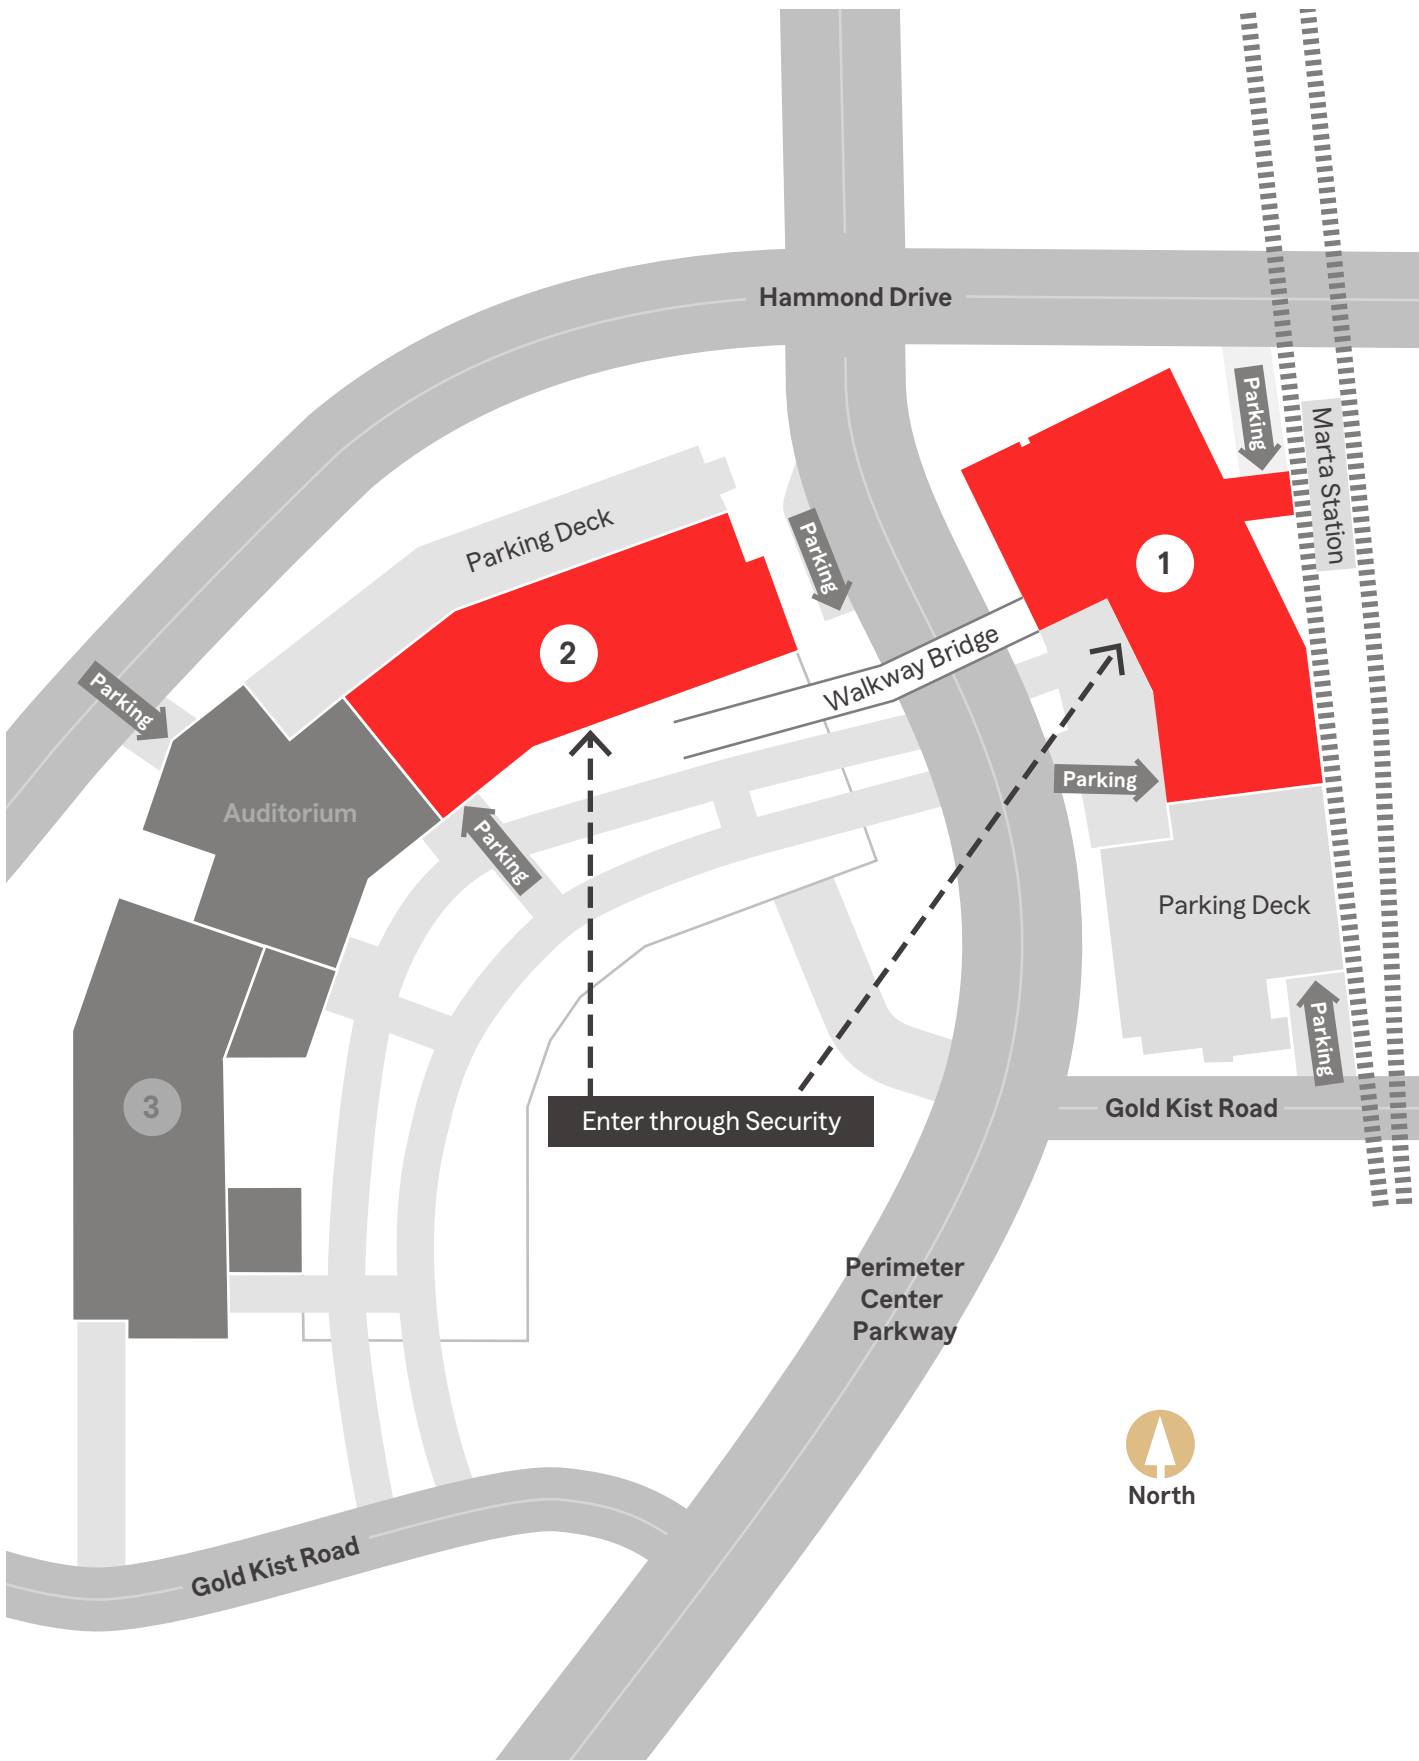 Hammond Drive
Parking
Marta Station
Parking Deck
Parking
1
2
Walkway Bridge
Parking
Parking
Auditorium
Parking
Parking Deck
Parking
3
Enter through Security
Gold Kist Road
Perimeter
Center
Parkway
North
Gold Kist Road